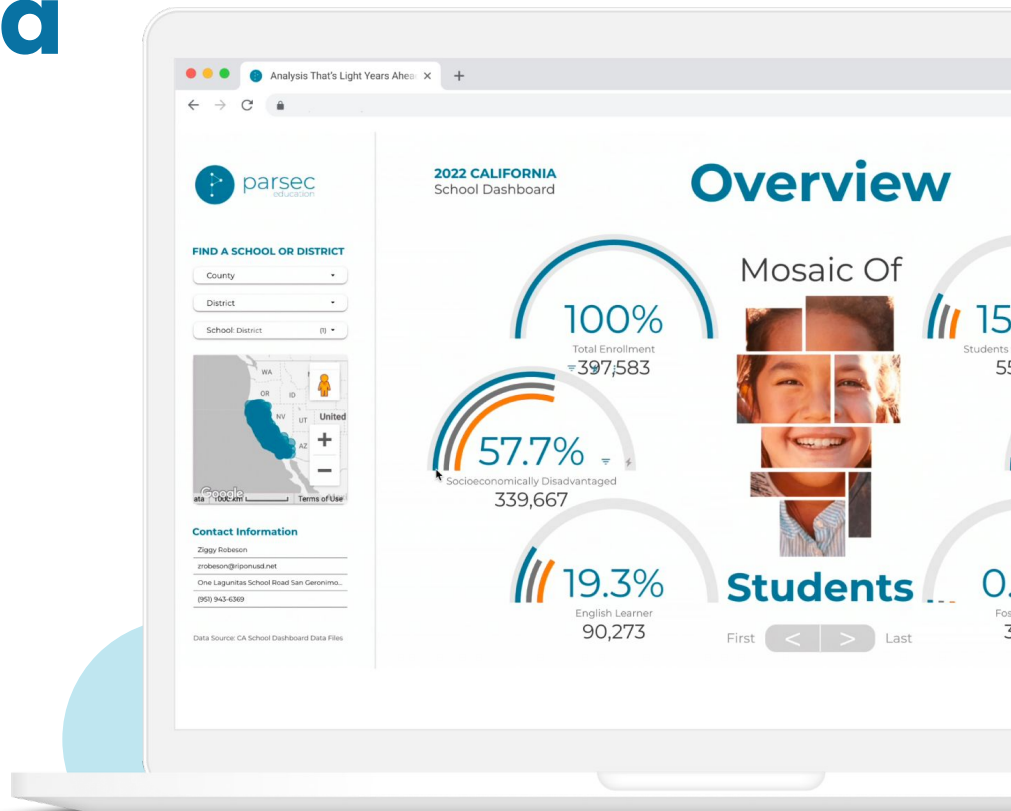 a
Analysis That's Light Years Ahea
parsec
education
FIND A SCHOOL OR DISTRICT
County
District
School: District (1)
WA
OR ID
NV UT United
AZ
Google
Terms of Use
Contact Information
Ziggy Robeson
zrobeson@riponusd.net
One Lagunitas School Road San Geronimo...
(951) 943-6369
Data Source: CA School Dashboard Data Files
2022 CALIFORNIA
School Dashboard
Overview
Mosaic Of
Students
100%
Total Enrollment
397,583
57.7%
Socioeconomically Disadvantaged
339,667
19.3%
English Learner
90,273
15
Students
55
0.
Fos
First < > Last